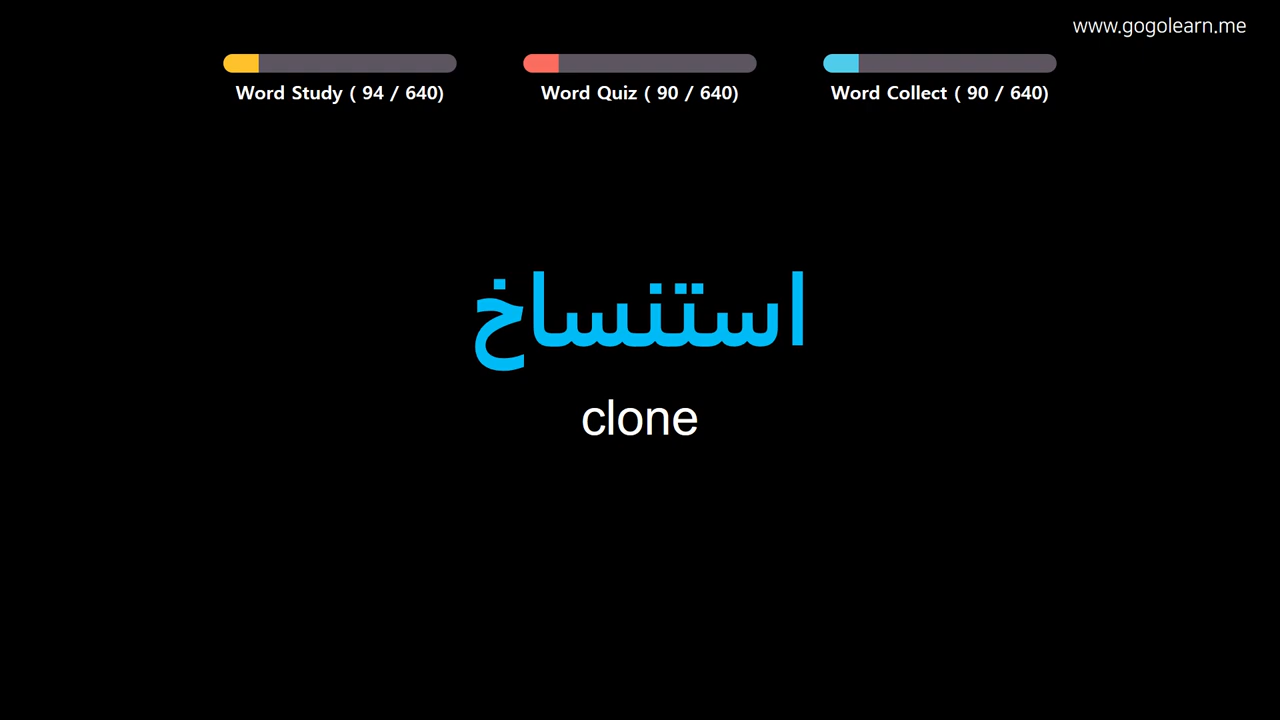 www.gogolearn.me
Word Study ( 94 / 640)
Word Quiz ( 90 / 640)
Word Collect ( 90 / 640)
استنساخ
clone